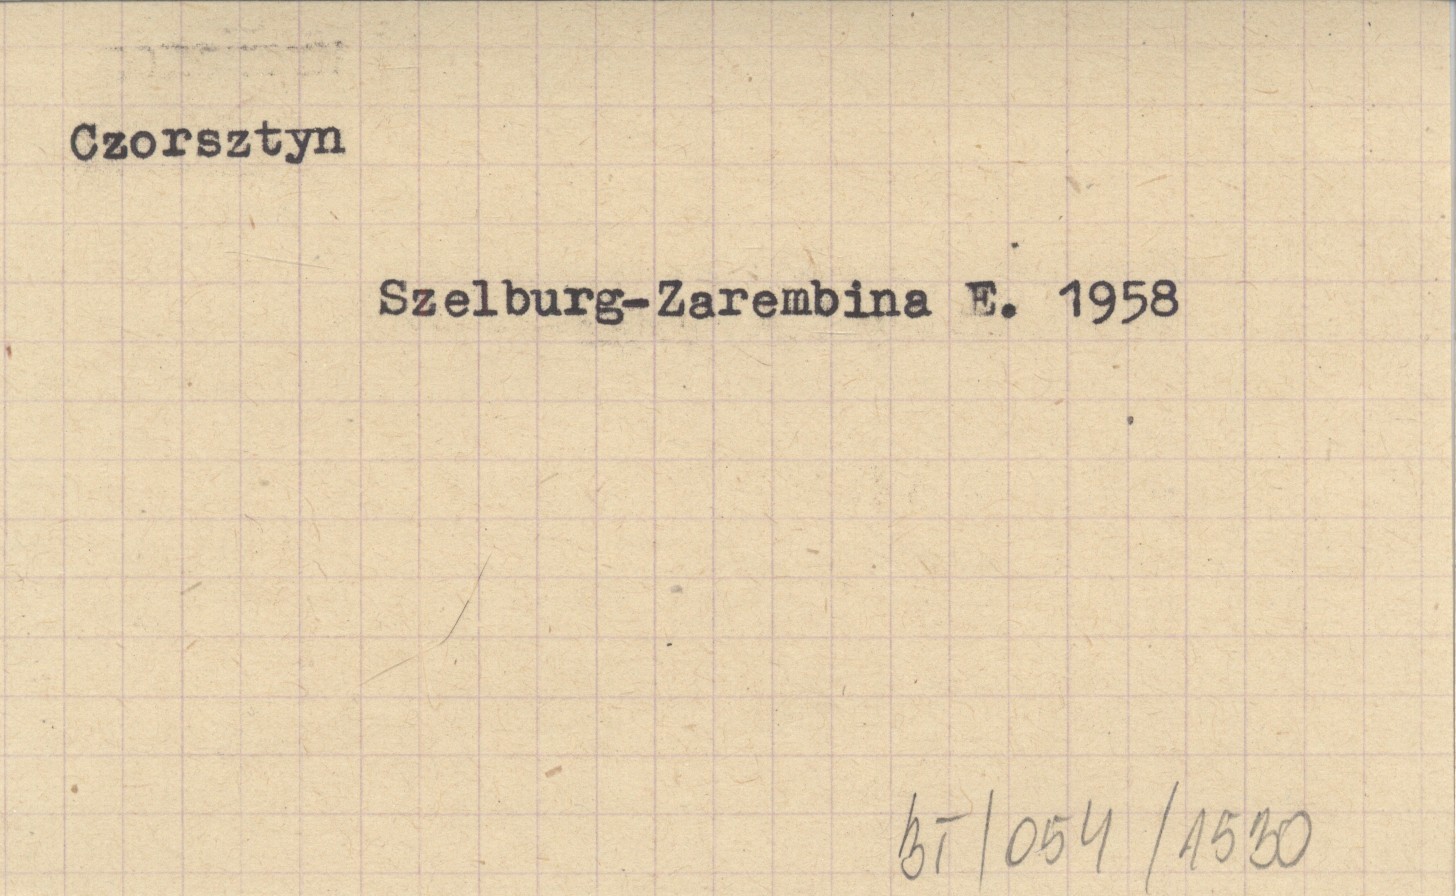 Czorsztyn
Szelburg-Zarembina E. 1958
BT/054/1530